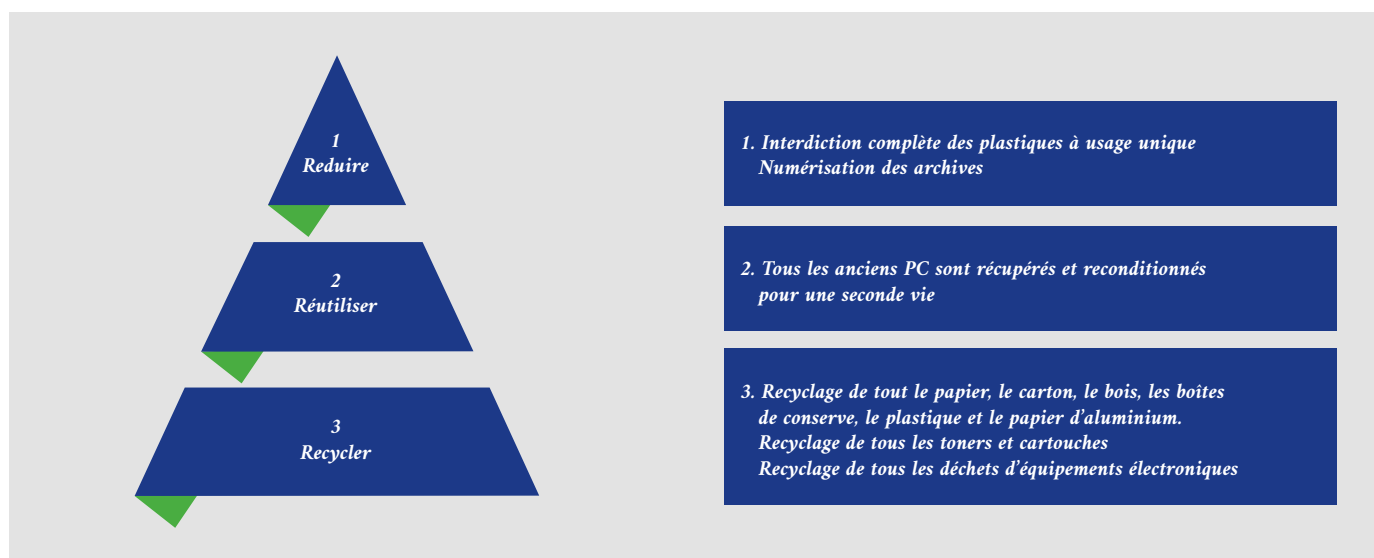 1
Reduire
2
Réutiliser
3
Recycler
1. Interdiction complète des plastiques à usage unique
Numérisation des archives
2. Tous les anciens PC sont récupérés et reconditionnés
pour une seconde vie
3. Recyclage de tout le papier, le carton, le bois, les boîtes
de conserve, le plastique et le papier d'aluminium.
Recyclage de tous les toners et cartouches
Recyclage de tous les déchets d'équipements électroniques